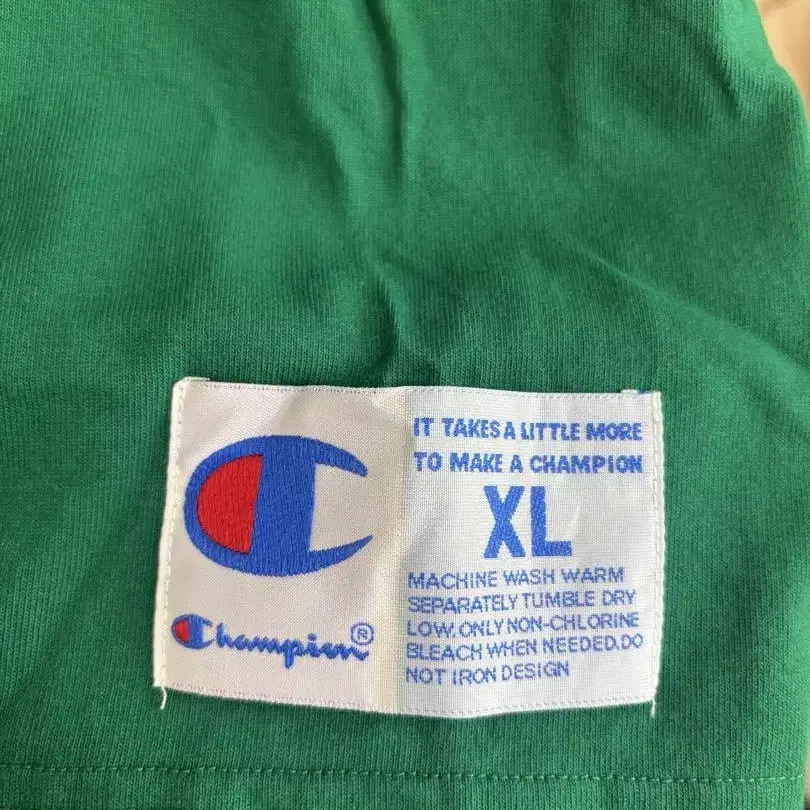 IT TAKES A LITTLE MORE
TO MAKE A CHAMPION
XL
MACHINE WASH WARM
SEPARATELY TUMBLE DRY
LOW. ONLY NON-CHLORINE
BLEACH WHEN NEEDED. DO
NOT IRON DESIGN
Champion®